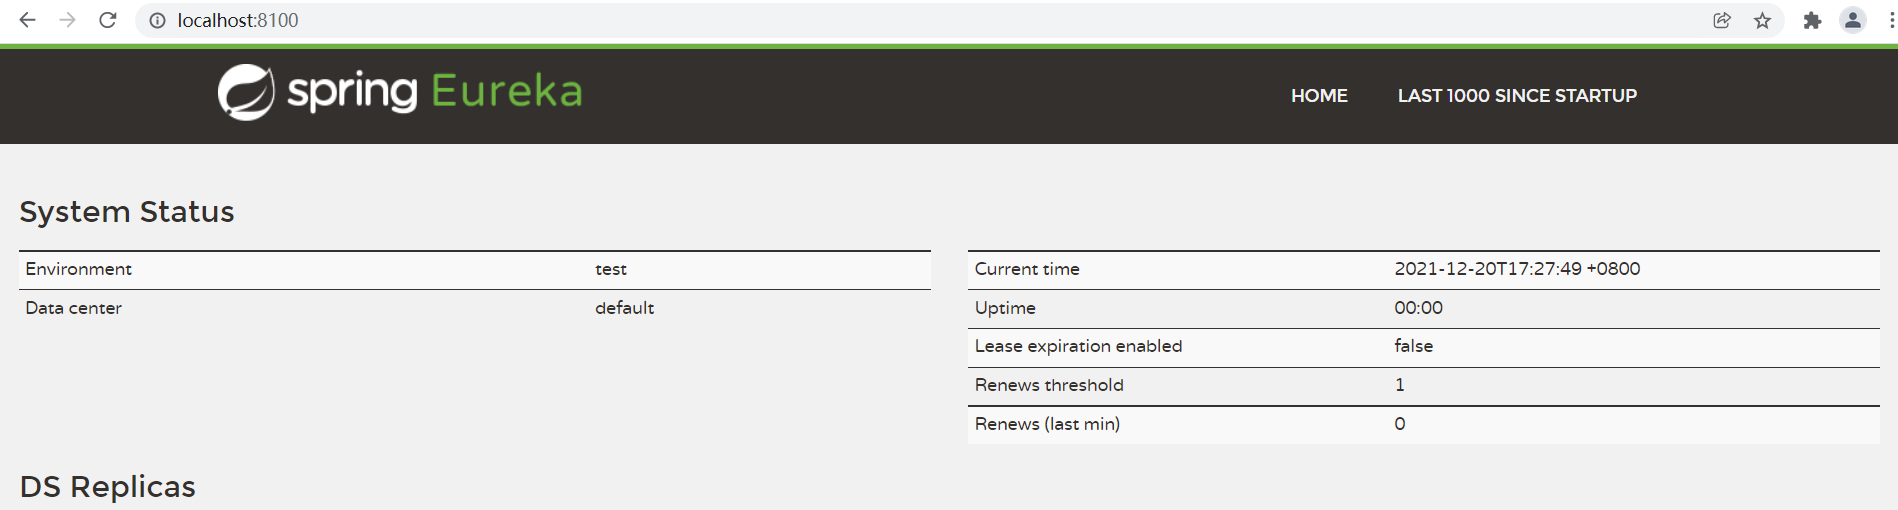 localhost:8100
spring Eureka
HOME LAST 1000 SINCE STARTUP
System Status
Environment test
Data center default
Current time 2021-12-20T17:27:49 +0800
Uptime 00:00
Lease expiration enabled false
Renews threshold 1
Renews (last min) 0
DS Replicas